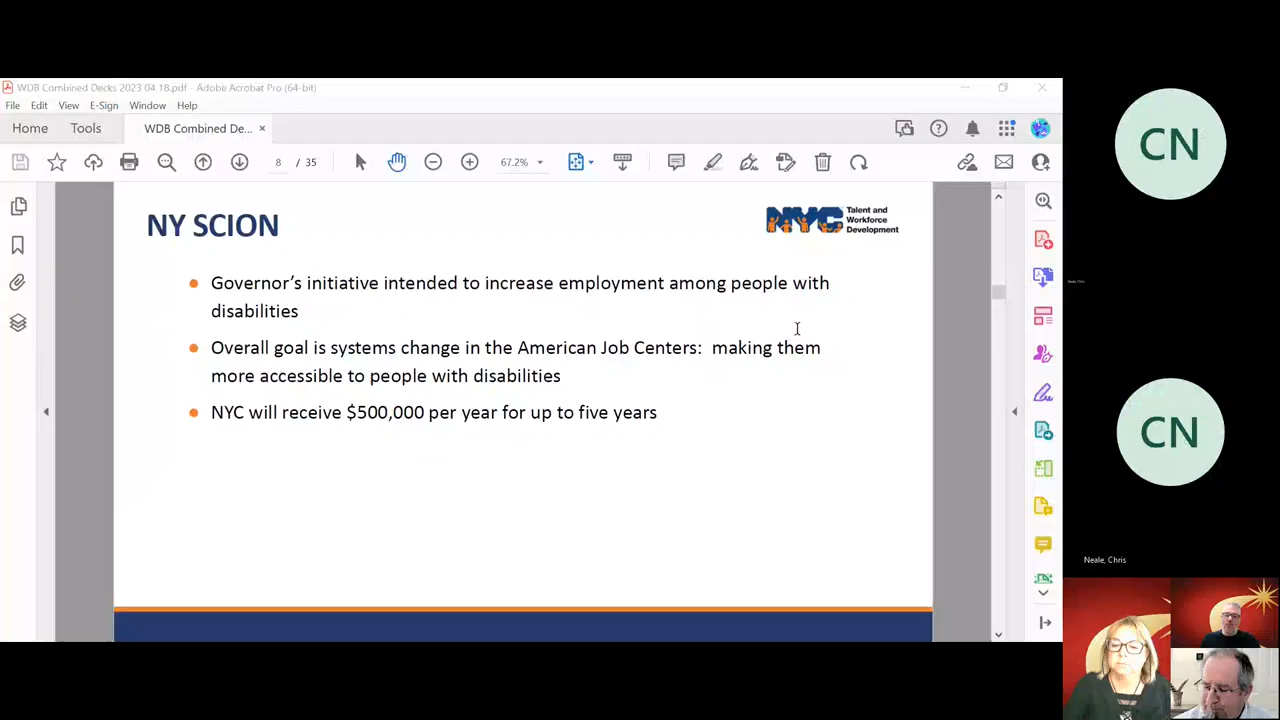 WDB Combined Decks 2023 04 18.pdf - Adobe Acrobat Pro (64-bit)
File Edit View E-Sign Window Help
Home Tools WDB Combined De... ×
8 / 35 67.2%
NY SCION
NYC Talent and
Workforce
Development
Governor's initiative intended to increase employment among people with
disabilities
Overall goal is systems change in the American Job Centers: making them
more accessible to people with disabilities
NYC will receive $500,000 per year for up to five years
CN
Neale, Chris
CN
Neale, Chris